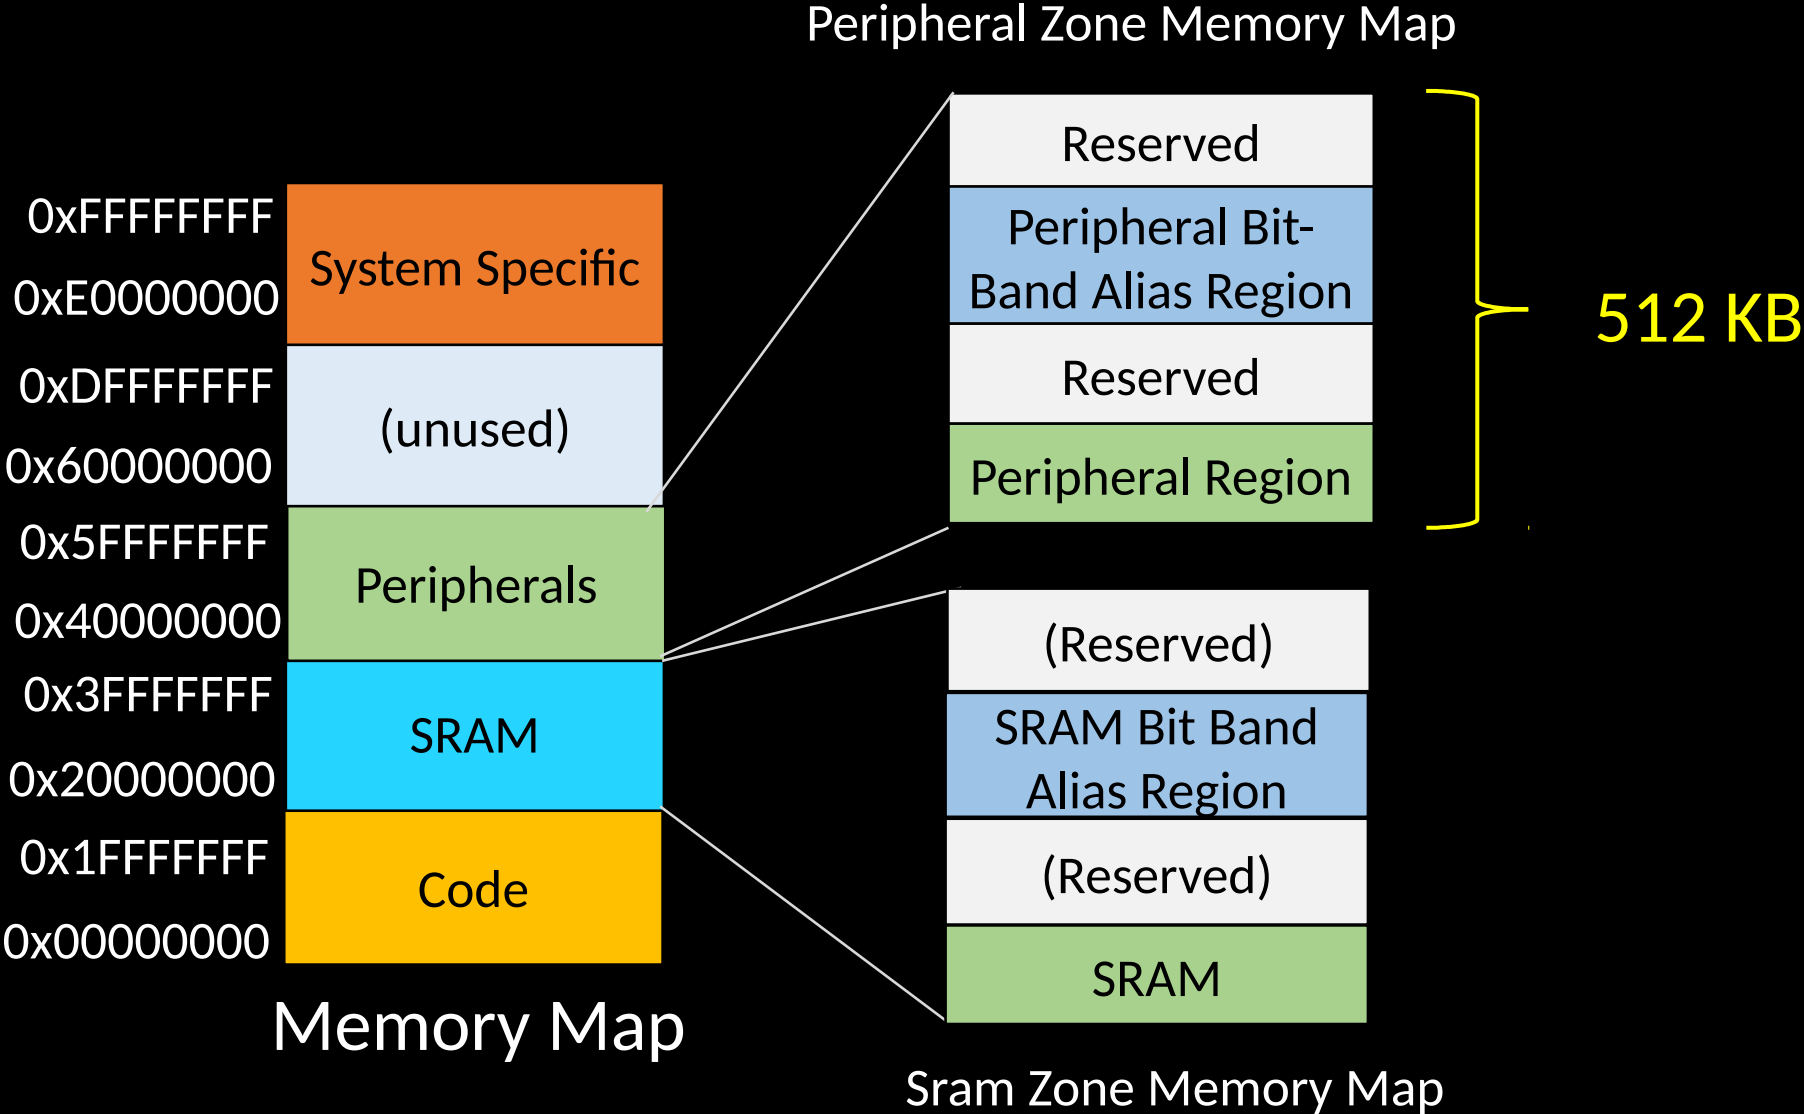 Peripheral Zone Memory Map
0xFFFFFFFF
0xE0000000
0xDFFFFFFF
0x60000000
0x5FFFFFFF
0x40000000
0x3FFFFFFF
0x20000000
0x1FFFFFFF
0x00000000
System Specific
(unused)
Peripherals
SRAM
Code
Memory Map
Reserved
Peripheral Bit-
Band Alias Region
Reserved
Peripheral Region
512 KB
(Reserved)
SRAM Bit Band
Alias Region
(Reserved)
SRAM
Sram Zone Memory Map